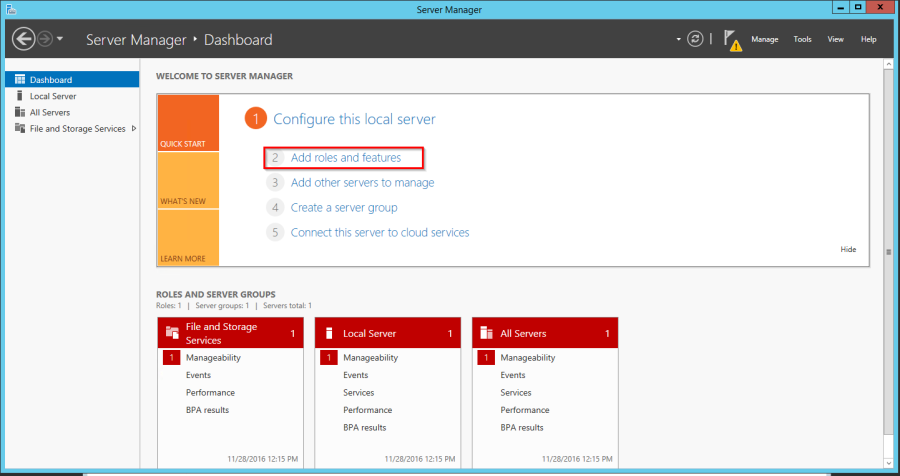 Server Manager
Server Manager ‣ Dashboard
Manage Tools View Help
Dashboard
Local Server
All Servers
File and Storage Services
WELCOME TO SERVER MANAGER
QUICK START
WHAT'S NEW
LEARN MORE
1 Configure this local server
2 Add roles and features
3 Add other servers to manage
4 Create a server group
5 Connect this server to cloud services
Hide
ROLES AND SERVER GROUPS
Roles: 1 | Server groups: 1 | Servers total: 1
File and Storage
Services 1
1 Manageability
Events
Performance
BPA results
11/28/2016 12:15 PM
Local Server 1
1 Manageability
Events
Services
Performance
BPA results
11/28/2016 12:15 PM
All Servers 1
1 Manageability
Events
Services
Performance
BPA results
11/28/2016 12:15 PM